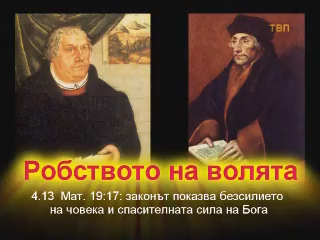 ТВП
Робството на волята
4.13 Мат. 19:17: законът показва безсилието
на човека и спасителната сила на Бога